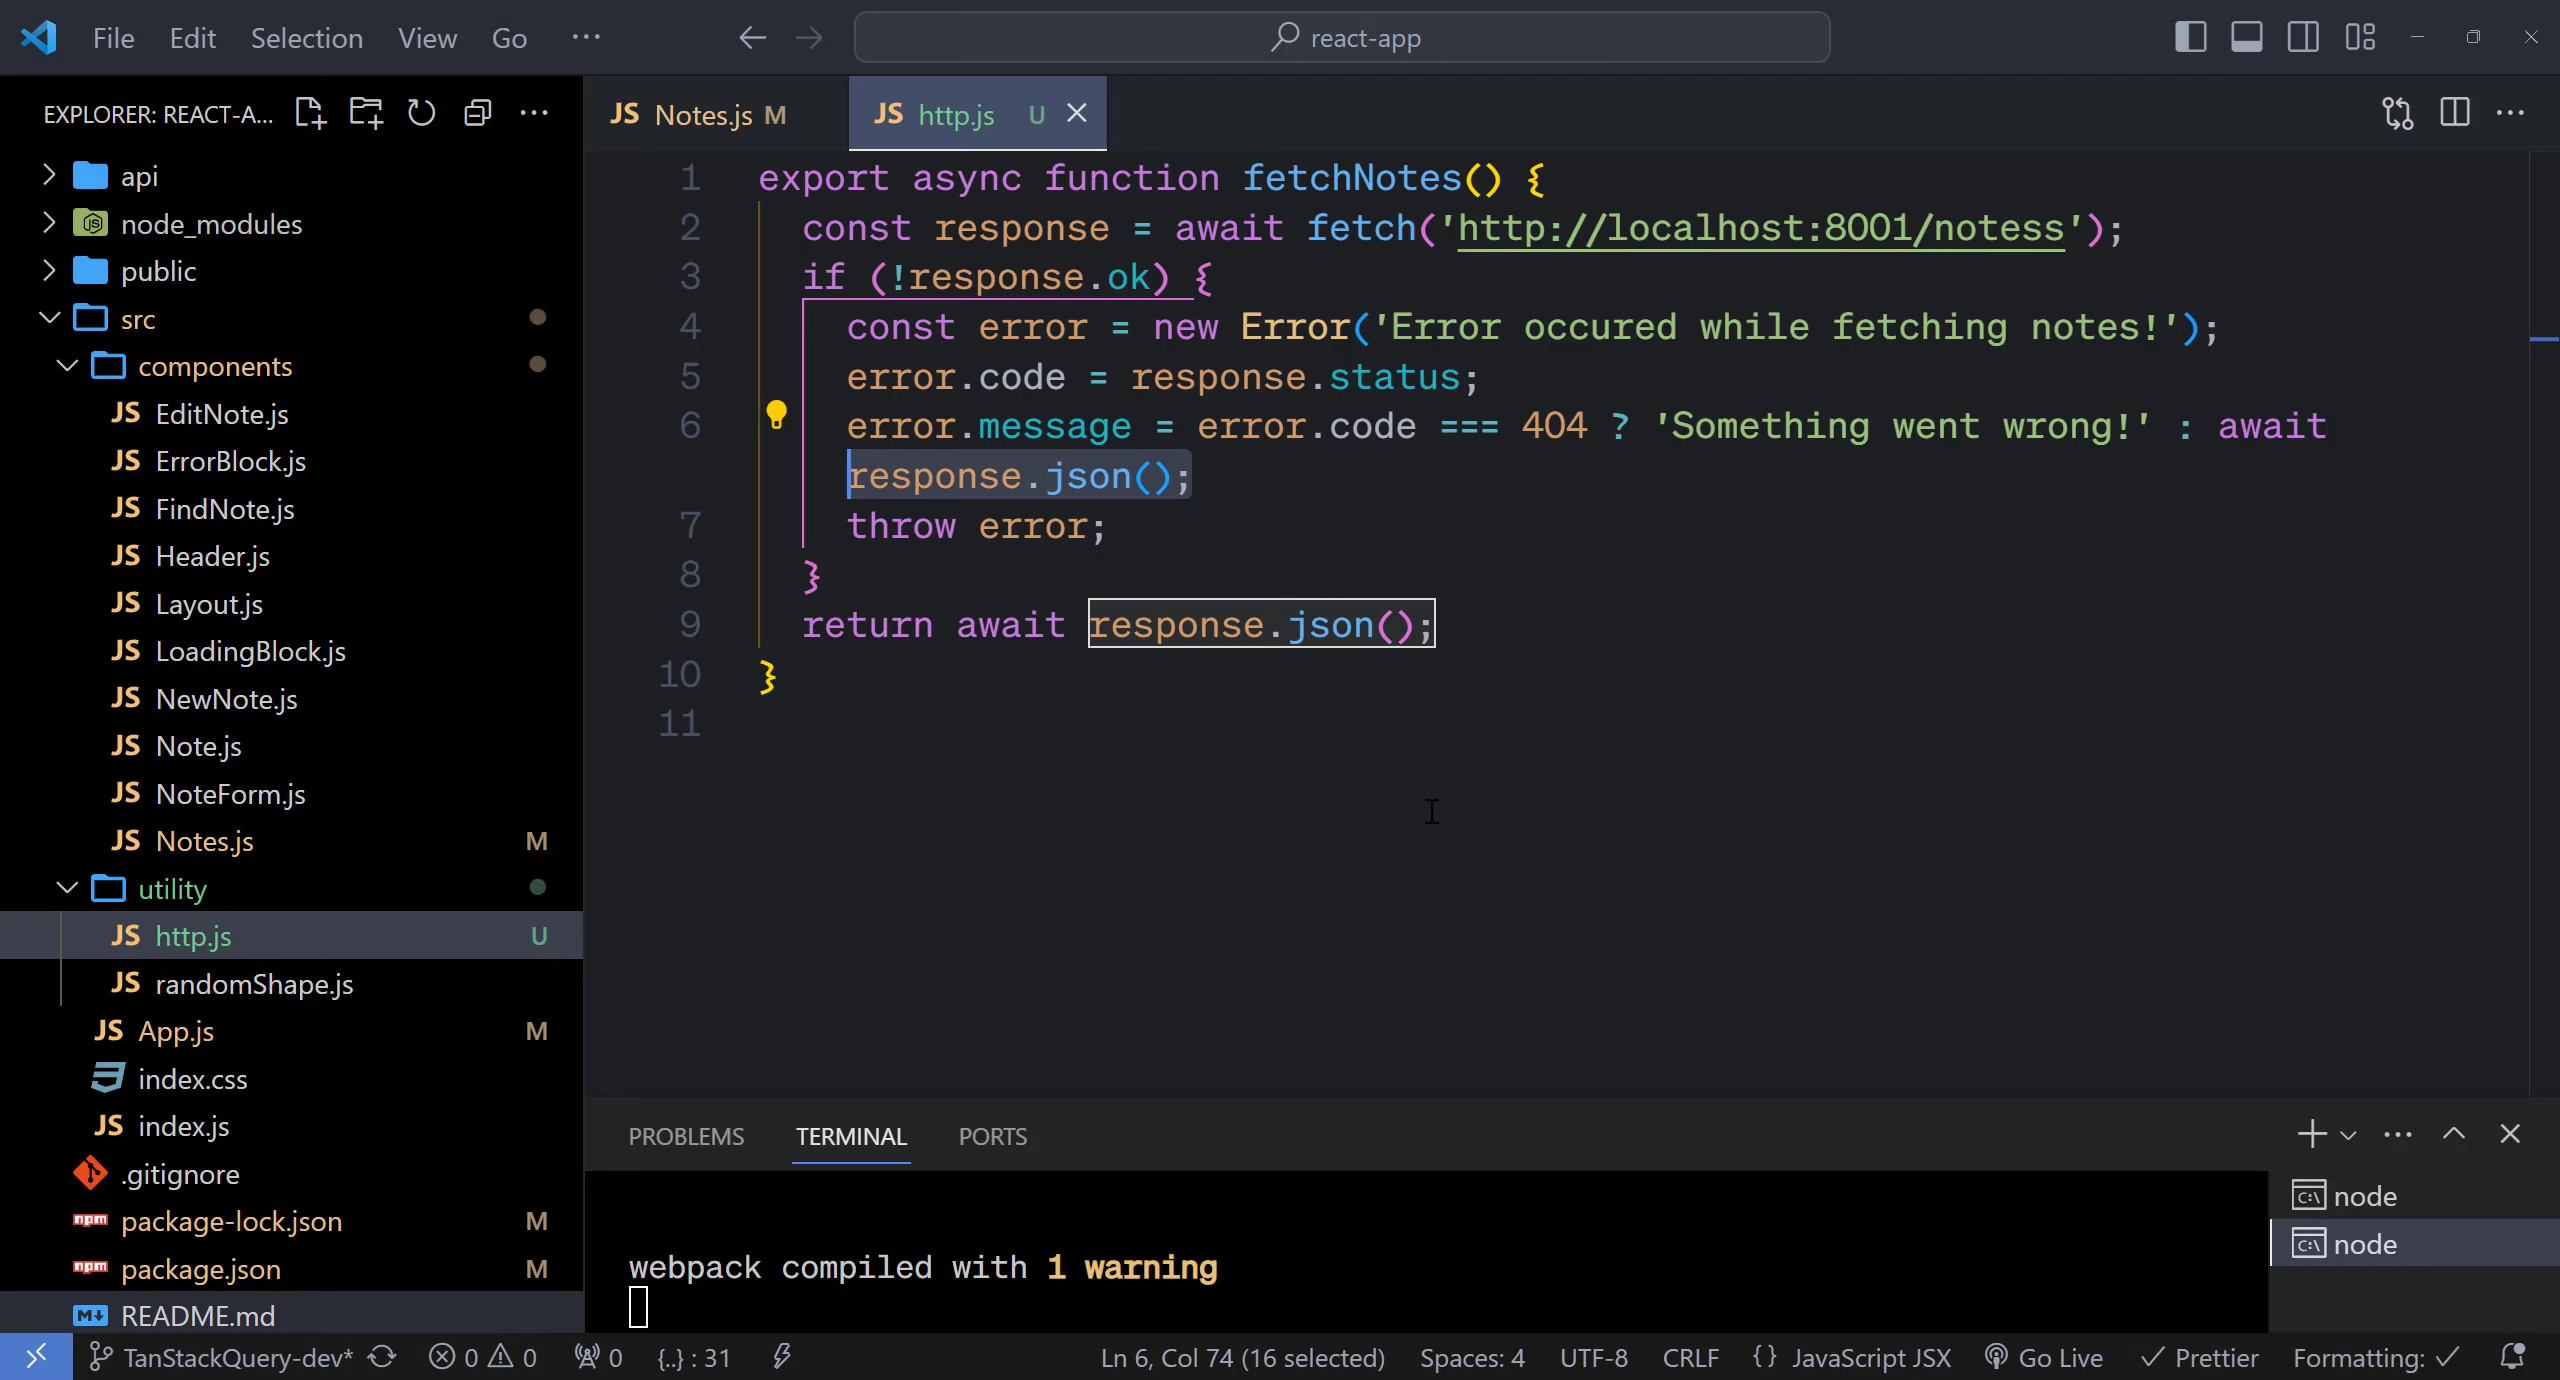 File Edit Selection View Go ··· react-app
EXPLORER: REACT-A...
api
node_modules
public
src
components
JS EditNote.js
JS ErrorBlock.js
JS FindNote.js
JS Header.js
JS Layout.js
JS LoadingBlock.js
JS NewNote.js
JS Note.js
JS NoteForm.js
JS Notes.js M
utility
JS http.js U
JS randomShape.js
JS App.js M
index.css
JS index.js
.gitignore
npm package-lock.json M
npm package.json M
M↓ README.md
JS Notes.js M
JS http.js U
1 export async function fetchNotes() {
2 const response = await fetch('http://localhost:8001/notess');
3 if (!response.ok) {
4 const error = new Error('Error occured while fetching notes!');
5 error.code = response.status;
6 error.message = error.code === 404 ? 'Something went wrong!' : await
response.json();
7 throw error;
8 }
9 return await response.json();
10 }
11
PROBLEMS TERMINAL PORTS
webpack compiled with 1 warning
C:\ node
C:\ node
TanStackQuery-dev* 0 0 0 {..} : 31 Ln 6, Col 74 (16 selected) Spaces: 4 UTF-8 CRLF {} JavaScript JSX Go Live ✓ Prettier Formatting: ✓